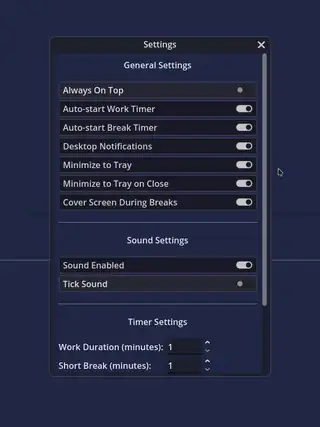 Settings
General Settings
Always On Top
Auto-start Work Timer
Auto-start Break Timer
Desktop Notifications
Minimize to Tray
Minimize to Tray on Close
Cover Screen During Breaks
Sound Settings
Sound Enabled
Tick Sound
Timer Settings
Work Duration (minutes): 1
Short Break (minutes): 1